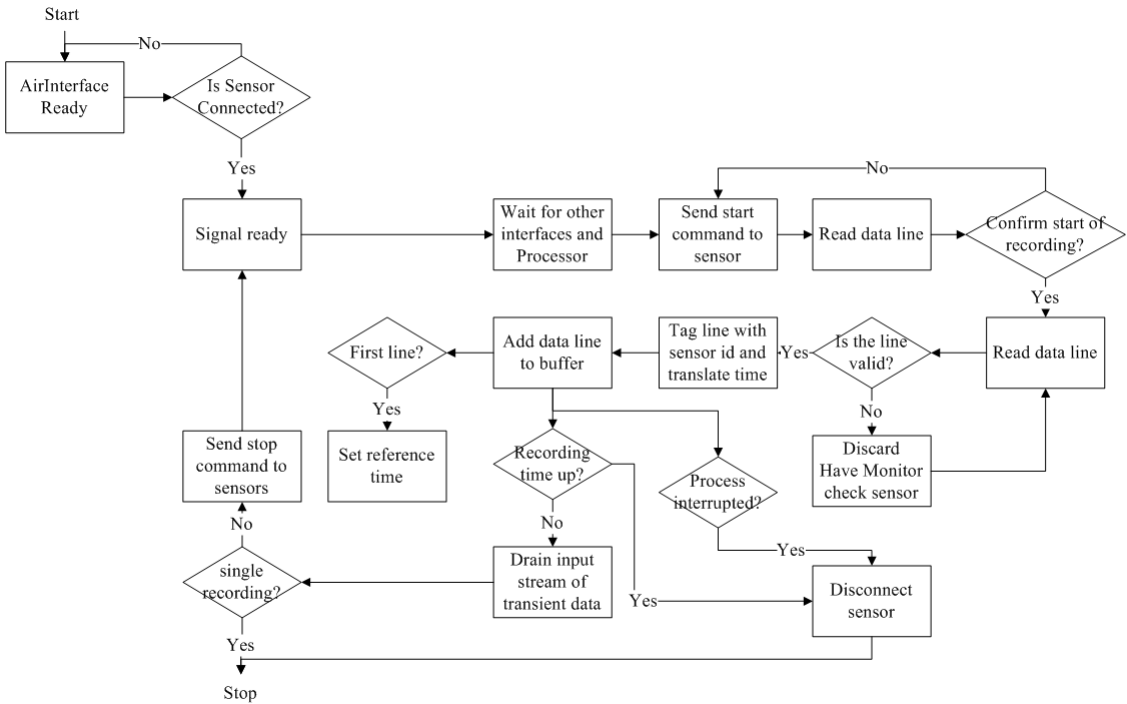 Start
No
AirInterface
Ready
Is Sensor
Connected?
Yes
No
Signal ready
Wait for other
interfaces and
Processor
Send start
command to
sensor
Read data line
Confirm start of
recording?
Yes
First line?
Add data line
to buffer
Tag line with
sensor id and
translate time
Yes
Is the line
valid?
Read data line
Yes
No
Send stop
command to
sensors
Set reference
time
Recording
time up?
Process
interrupted?
Discard
Have Monitor
check sensor
No
No
Yes
single
recording?
Drain input
stream of
transient data
Yes
Disconnect
sensor
Yes
Stop